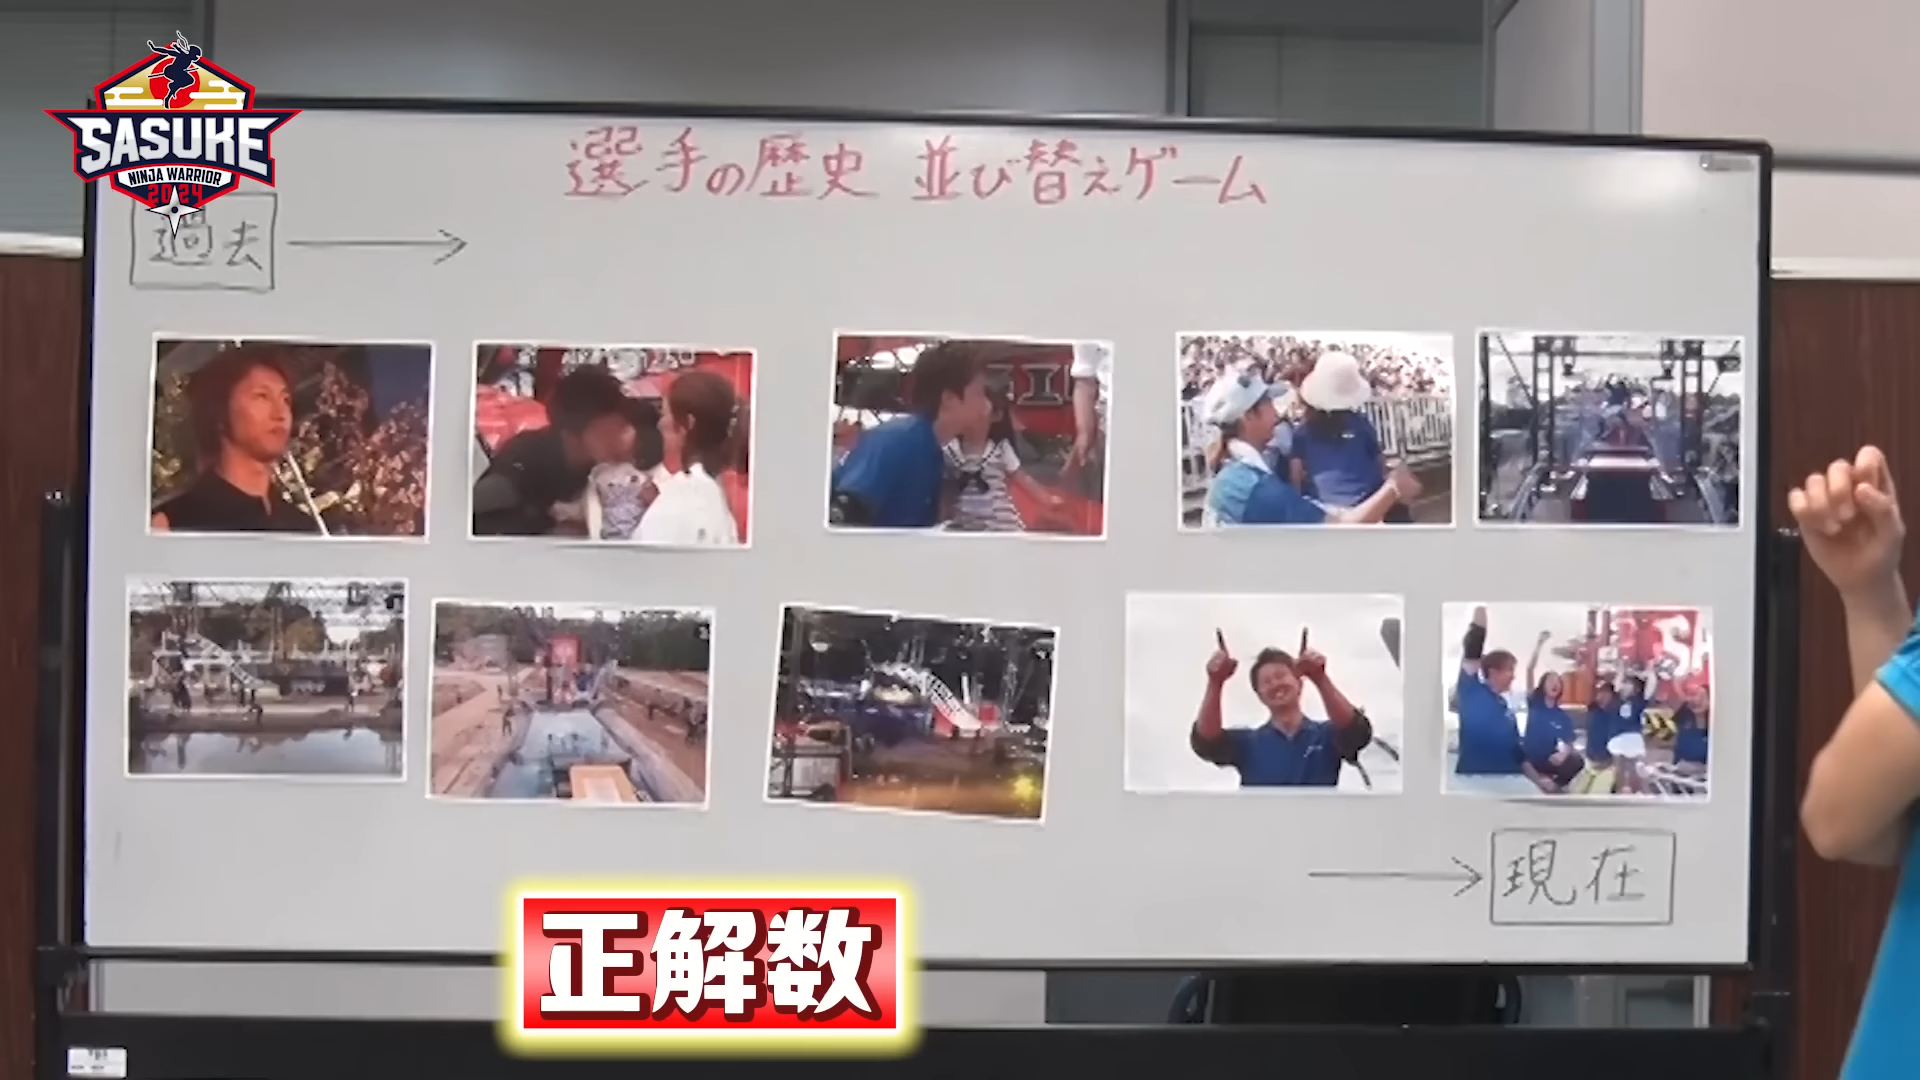 SASUKE
NINJA WARRIOR
2024
選手の歴史 並び替えゲーム
過去
現在
正解数